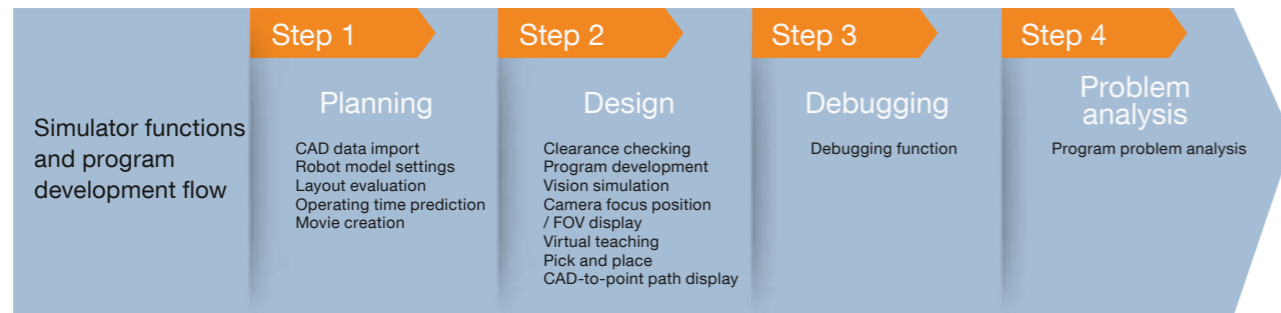 Simulator functions
and program
development flow
Step 1
Planning
CAD data import
Robot model settings
Layout evaluation
Operating time prediction
Movie creation
Step 2
Design
Clearance checking
Program development
Vision simulation
Camera focus position
/ FOV display
Virtual teaching
Pick and place
CAD-to-point path display
Step 3
Debugging
Debugging function
Step 4
Problem
analysis
Program problem analysis